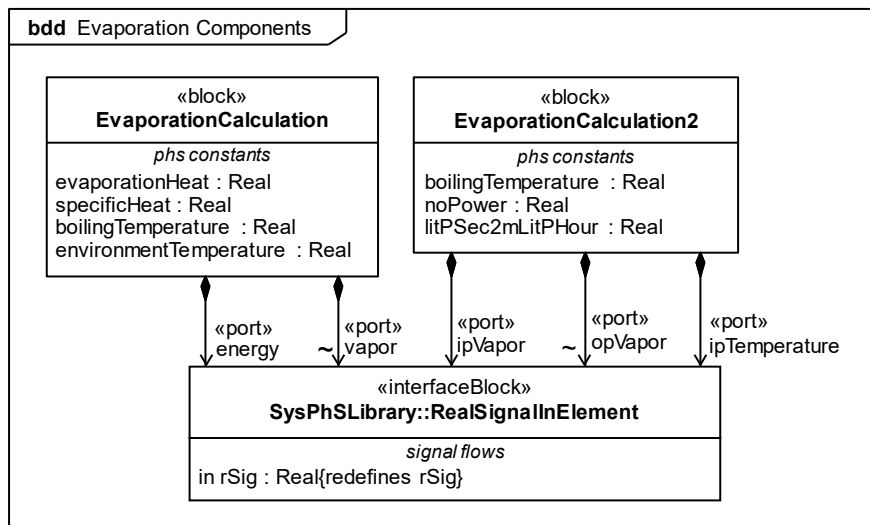 bdd Evaporation Components
«block»
EvaporationCalculation
phs constants
evaporationHeat : Real
specificHeat : Real
boilingTemperature : Real
environmentTemperature : Real
«block»
EvaporationCalculation2
phs constants
boilingTemperature : Real
noPower : Real
litPSec2mLitPHour : Real
«port»
energy
«port»
~ vapor
«port»
ipVapor
«port»
~ opVapor
«port»
ipTemperature
«interfaceBlock»
SysPhSLibrary::RealSignalInElement
signal flows
in rSig : Real{redefines rSig}